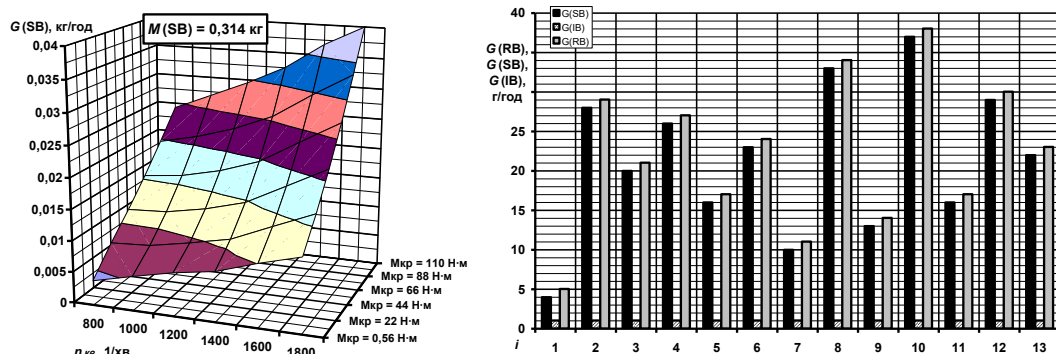 G (SB), кг/год
M (SB) = 0,314 кг
0,04
0,035
0,03
0,025
0,02
0,015
0,01
0,005
0
800
1000
1200
1400
1600
1800
Мкр = 110 Н·м
Мкр = 88 Н·м
Мкр = 66 Н·м
Мкр = 44 Н·м
Мкр = 22 Н·м
Мкр = 0,56 Н·м
1/хв
40
G(SB)
G(IB)
G(RB)
G (RB),
G (SB),
G (IB),
г/год
25
20
15
10
5
0
i
1 2 3 4 5 6 7 8 9 10 11 12 13